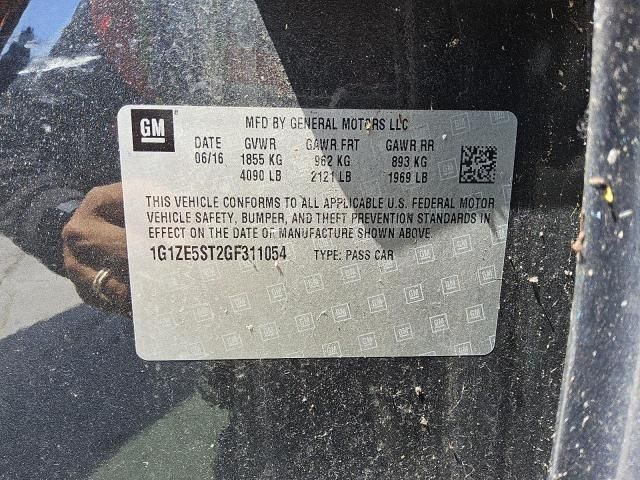 GM MFD BY GENERAL MOTORS LLC
DATE GVWR GAWR FRT GAWR RR
06/16 1855 KG 962 KG 893 KG
4090 LB 2121 LB 1969 LB
THIS VEHICLE CONFORMS TO ALL APPLICABLE U.S. FEDERAL MOTOR
VEHICLE SAFETY, BUMPER, AND THEFT PREVENTION STANDARDS IN
EFFECT ON THE DATE OF MANUFACTURE SHOWN ABOVE.
1G1ZE5ST2GF311054 TYPE: PASS CAR